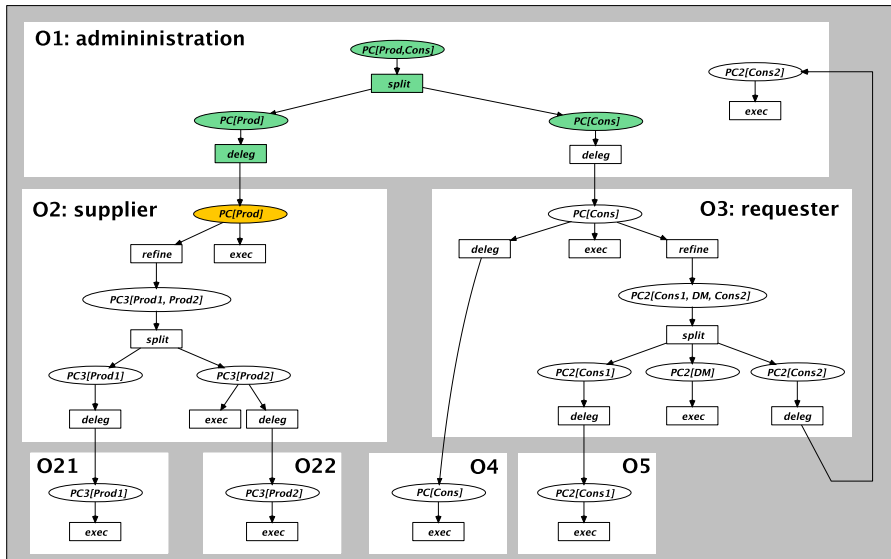 O1: admininistration
PC[Prod,Cons]
split
PC2[Cons2]
exec
PC[Prod]
PC[Cons]
deleg
deleg
O2: supplier
PC[Prod]
refine
exec
PC3[Prod1, Prod2]
split
PC3[Prod1]
PC3[Prod2]
deleg
exec
deleg
O3: requester
PC[Cons]
deleg
exec
refine
PC2[Cons1, DM, Cons2]
split
PC2[Cons1]
PC2[DM]
PC2[Cons2]
deleg
exec
deleg
O21
PC3[Prod1]
exec
O22
PC3[Prod2]
exec
O4
PC[Cons]
exec
O5
PC2[Cons1]
exec